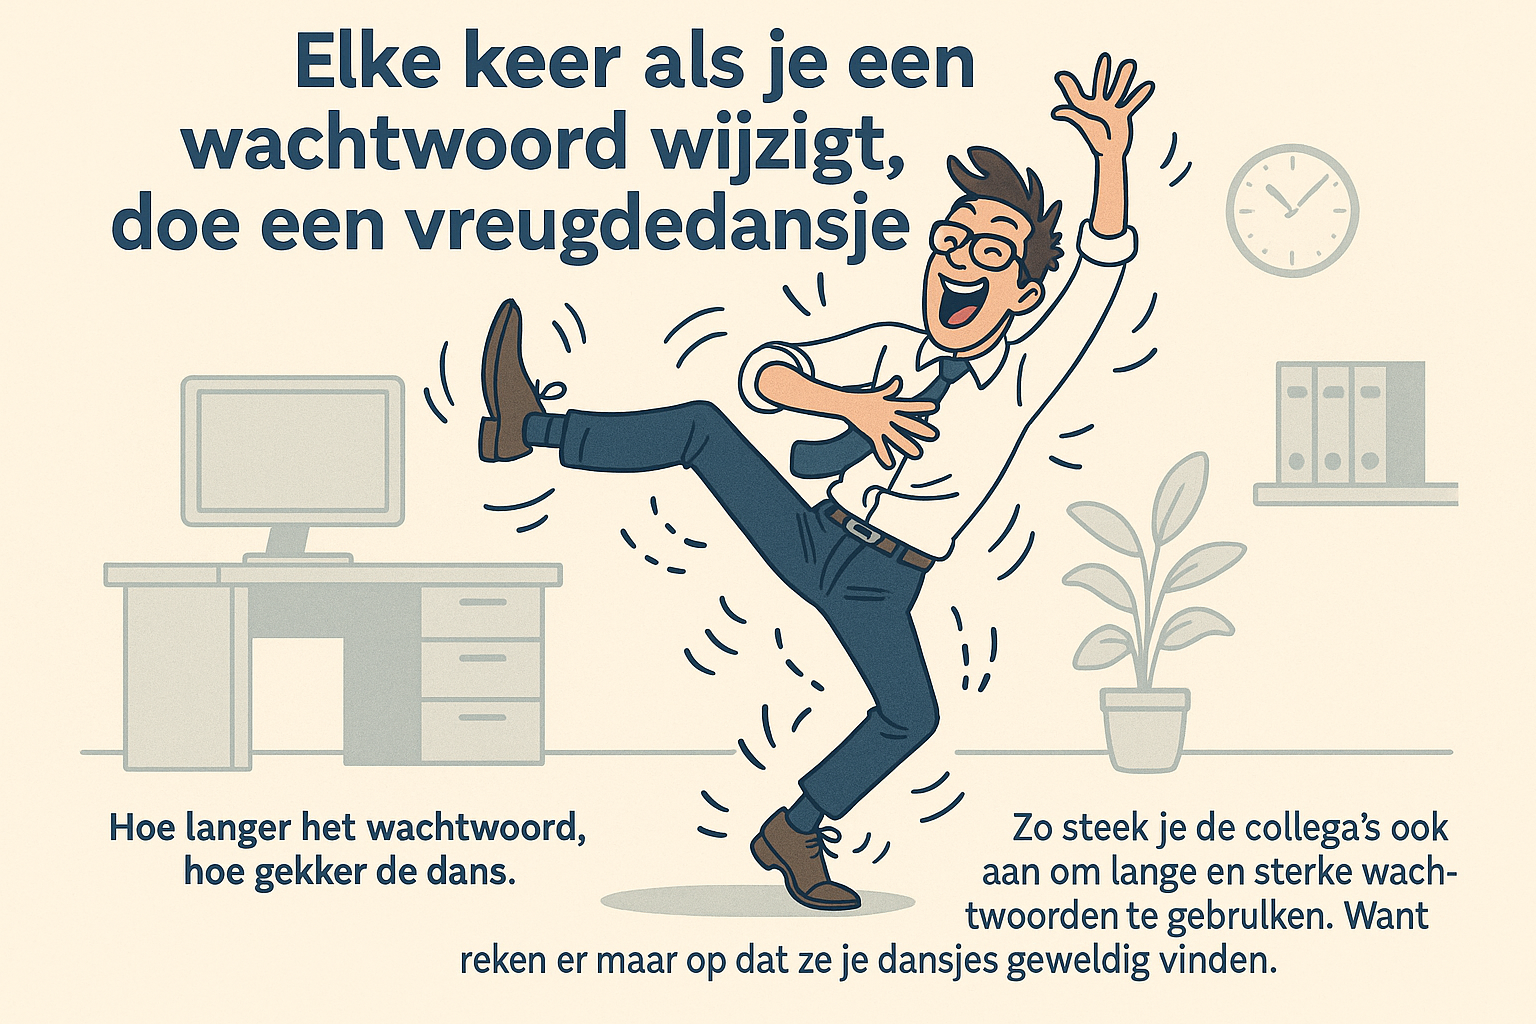 Elke keer als je een
wachtwoord wijzigt,
doe een vreugdedansje
Hoe langer het wachtwoord,
hoe gekker de dans.
Zo steek je de collega's ook
aan om lange en sterke wach-
twoorden te gebrulken. Want
reken er maar op dat ze je dansjes geweldig vinden.